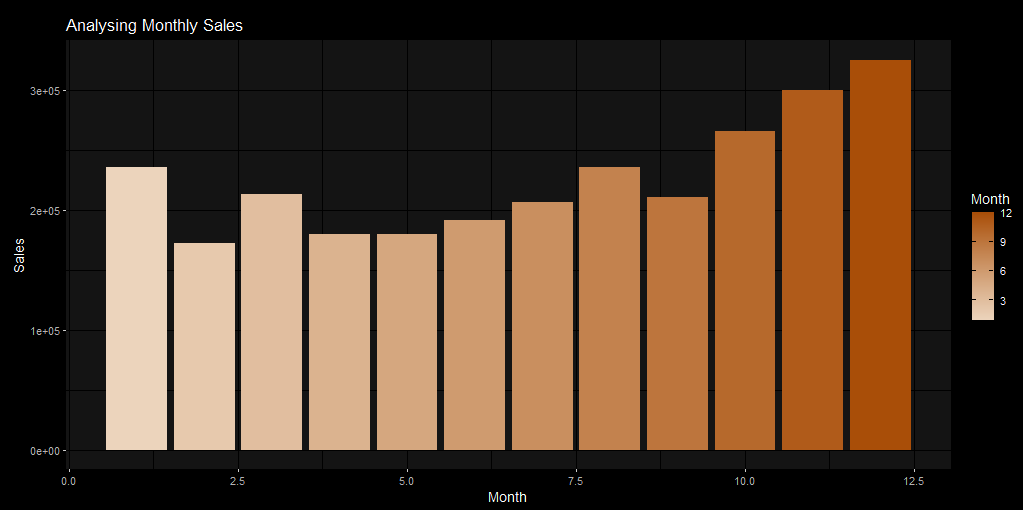 Analysing Monthly Sales
3e+05
2e+05
1e+05
0e+00
Sales
0.0 2.5 5.0 7.5 10.0 12.5
Month
Month
12
9
6
3